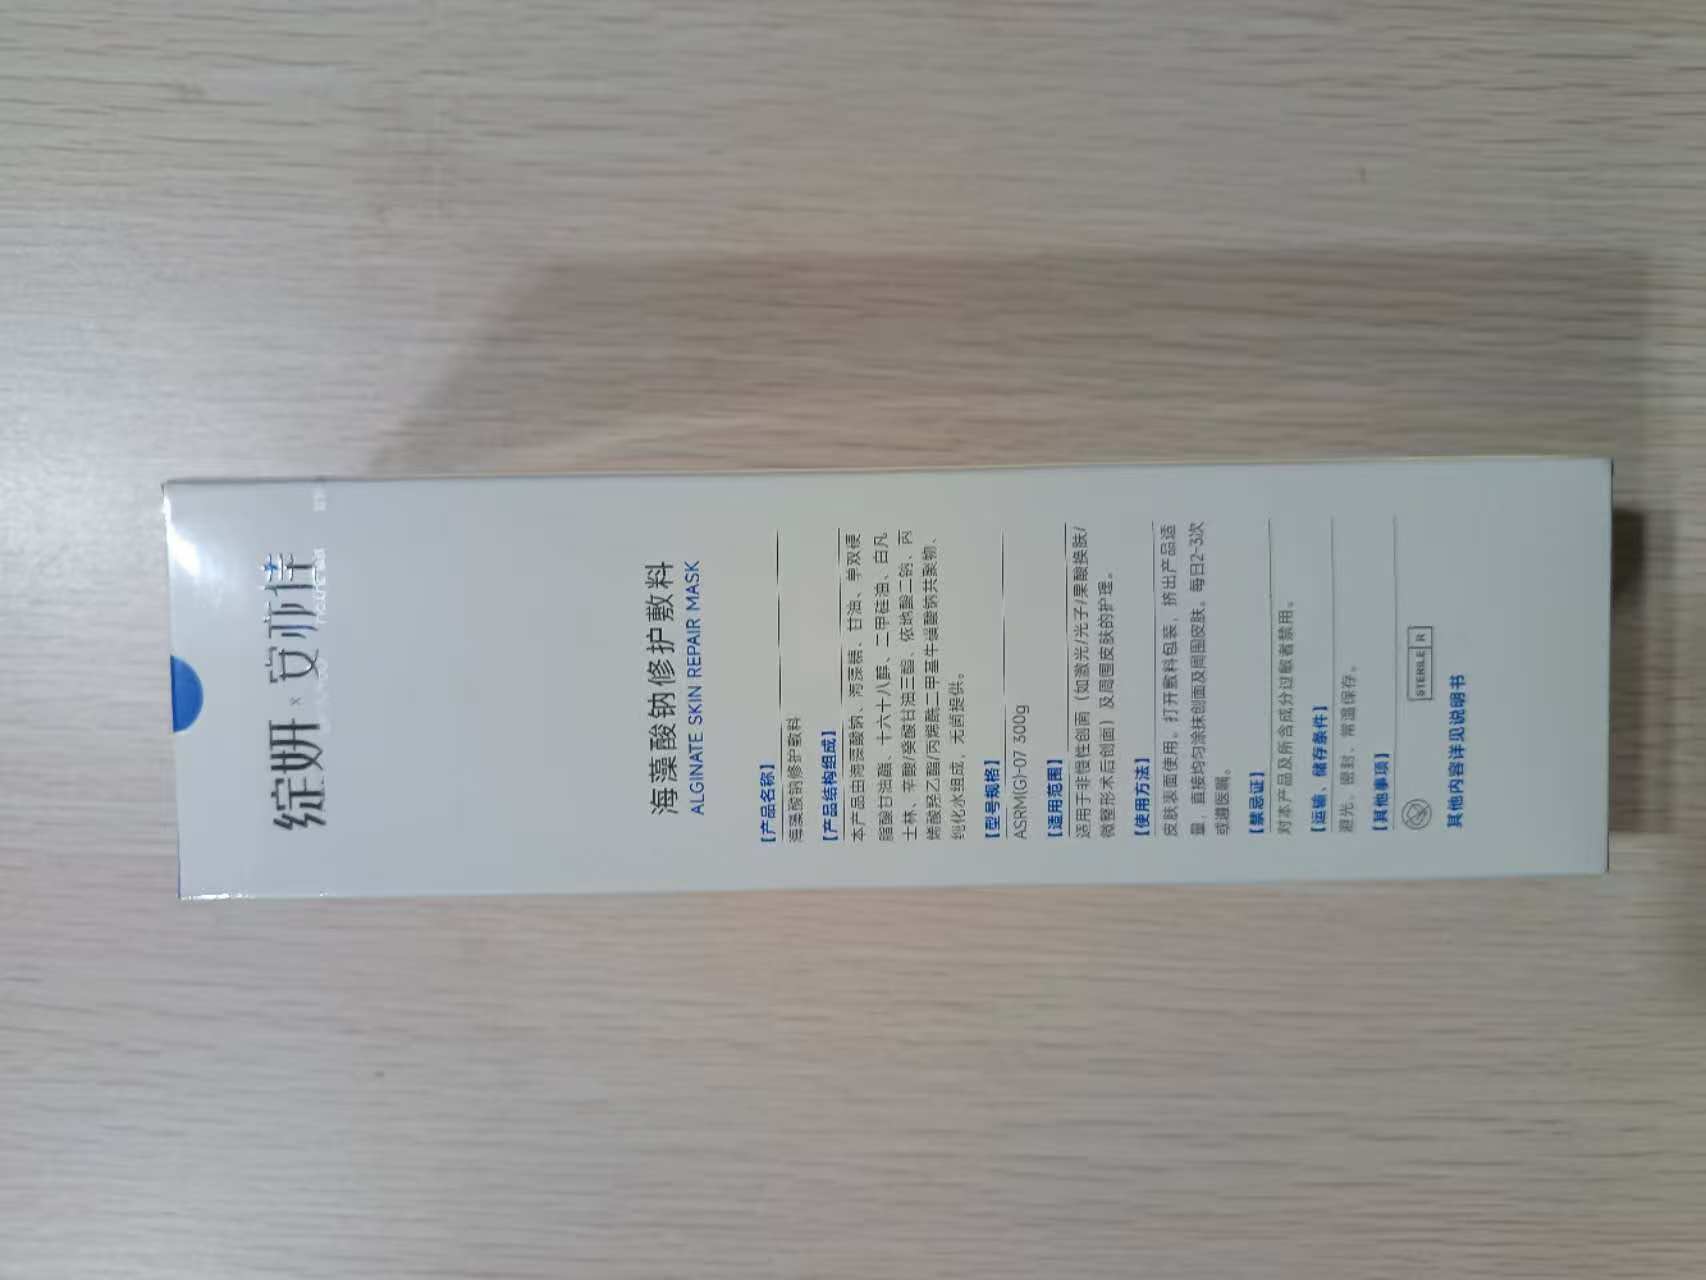 绽妍 × 安亦佳
海藻酸钠修护敷料
ALGINATE SKIN REPAIR MASK
【产品名称】
海藻酸钠修护敷料
【产品结构组成】
本产品由海藻酸钠、海藻糖、甘油、单双硬
脂酸甘油酯、十六十八醇、二甲硅油、白凡
士林、辛酸/癸酸甘油三酯、依地酸二钠、丙
烯酸羟乙酯/丙烯酰二甲基牛磺酸钠共聚物、
纯化水组成，无菌提供。
【型号规格】
ASRM(G)-07 300g
【适用范围】
适用于非慢性创面（如激光/光子/果酸换肤/
微整形术后创面）及周围皮肤的护理。
【使用方法】
皮肤表面使用。打开敷料包装，挤出产品适
量，直接均匀涂抹创面及周围皮肤。每日2-3次
或遵医嘱。
【禁忌证】
对本产品及所含成分过敏者禁用。
【运输、储存条件】
避光、密封、常温保存。
【其他事项】
STERILE R
其他内容详见说明书